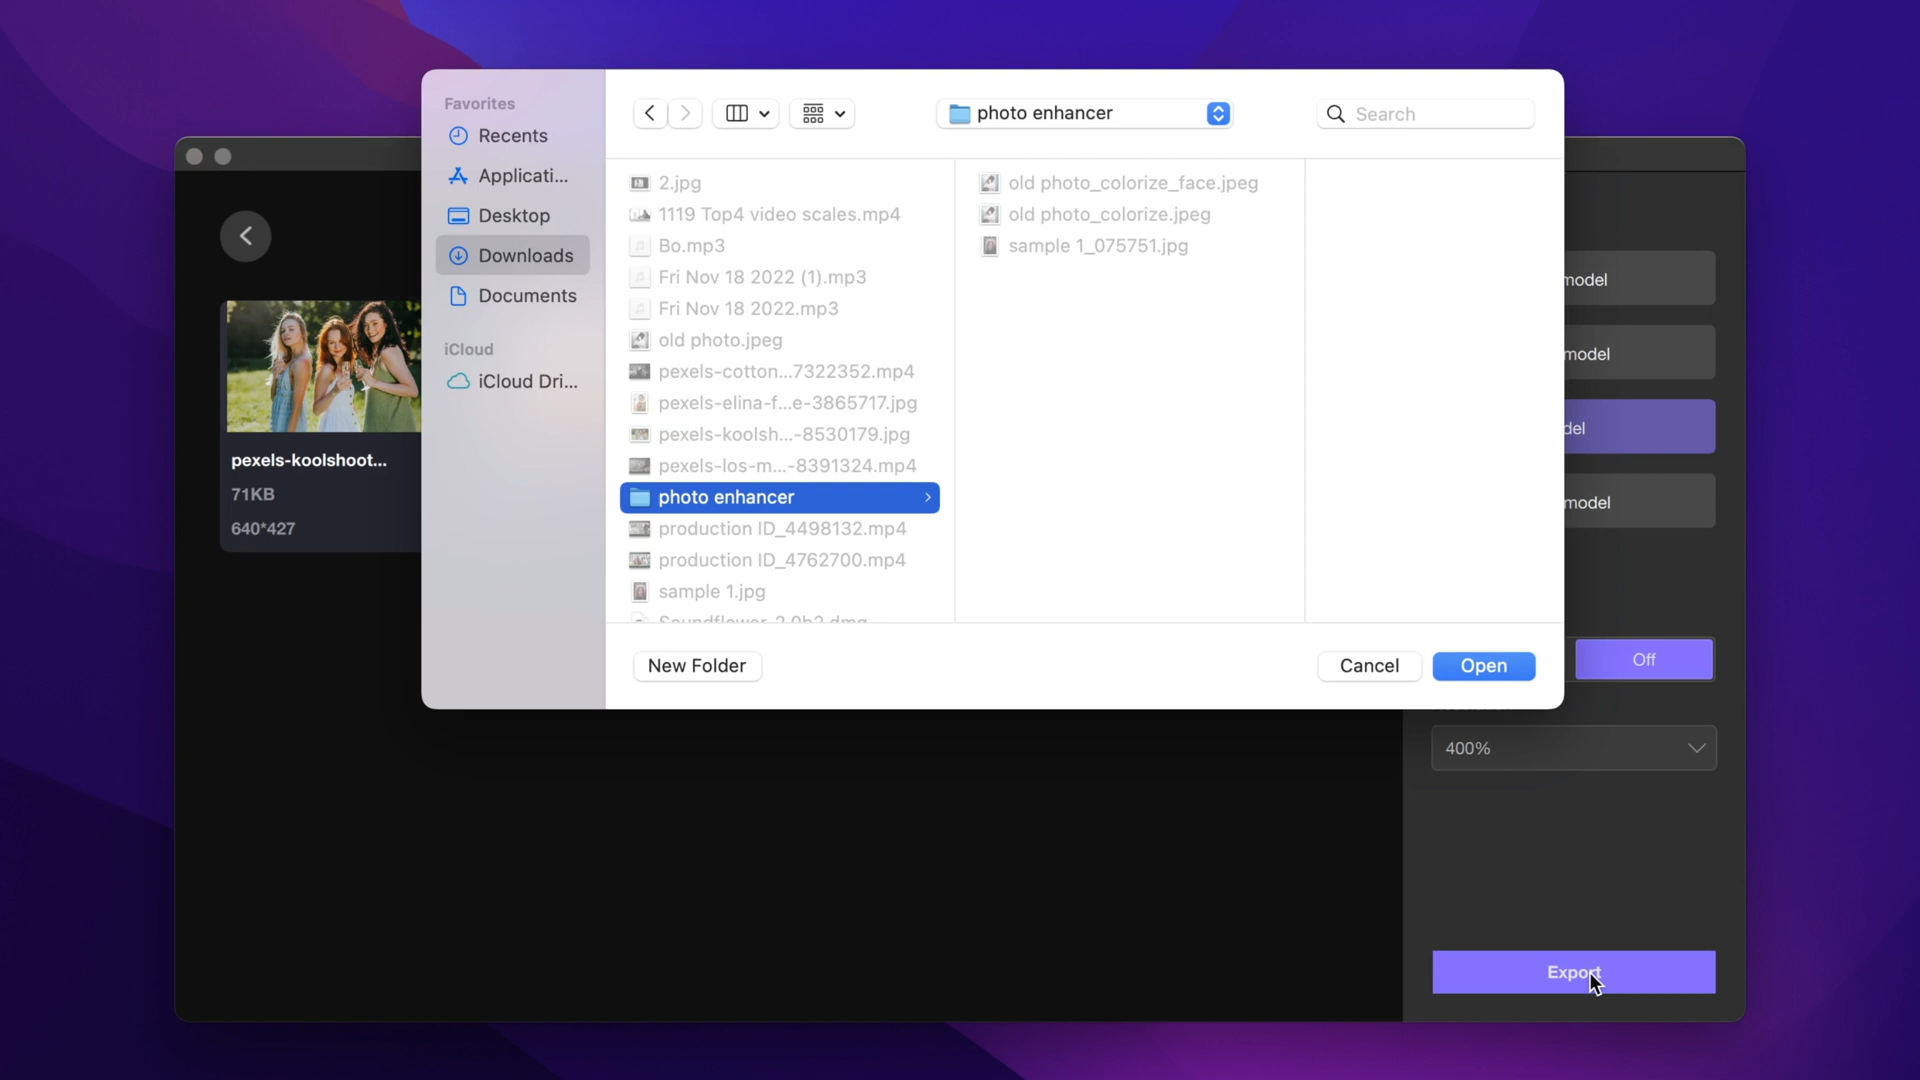 Favorites
Recents
Applicati...
Desktop
Downloads
Documents
iCloud
iCloud Dri...
photo enhancer
Search
2.jpg
1119 Top4 video scales.mp4
Bo.mp3
Fri Nov 18 2022 (1).mp3
Fri Nov 18 2022.mp3
old photo.jpeg
pexels-cotton...7322352.mp4
pexels-elina-f...e-3865717.jpg
pexels-koolsh...-8530179.jpg
pexels-los-m...-8391324.mp4
photo enhancer
production ID_4498132.mp4
production ID_4762700.mp4
sample 1.jpg
Soundflower-2.0b2.dmg
old photo_colorize_face.jpeg
old photo_colorize.jpeg
sample 1_075751.jpg
New Folder
Cancel
Open
pexels-koolshoot...
71KB
640*427
model
model
del
model
Off
400%
Export